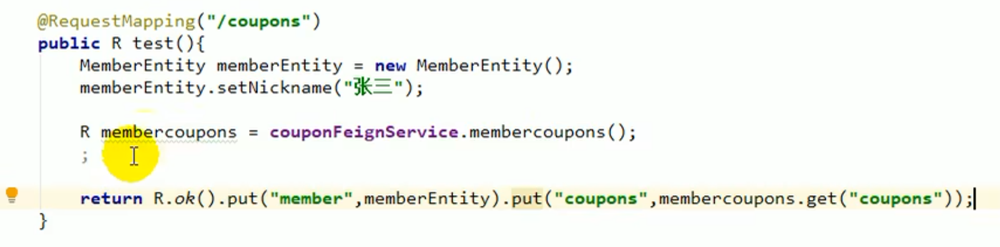 @RequestMapping("/coupons")
public R test(){
    MemberEntity memberEntity = new MemberEntity();
    memberEntity.setNickname("张三");
    R membercoupons = couponFeignService.membercoupons();
    ;
    return R.ok().put("member",memberEntity).put("coupons",membercoupons.get("coupons"));
}